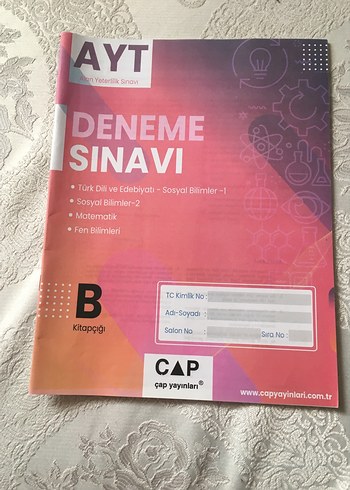 AYT
Alan Yeterlilik Sınavı
DENEME
SINAVI
• Türk Dili ve Edebiyatı - Sosyal Bilimler -1
• Sosyal Bilimler-2
• Matematik
• Fen Bilimleri
B
Kitapçığı
TC Kimlik No :
Adı-Soyadı :
Salon No : Sıra No :
CAP
çap yayınları®
www.capyayinlari.com.tr